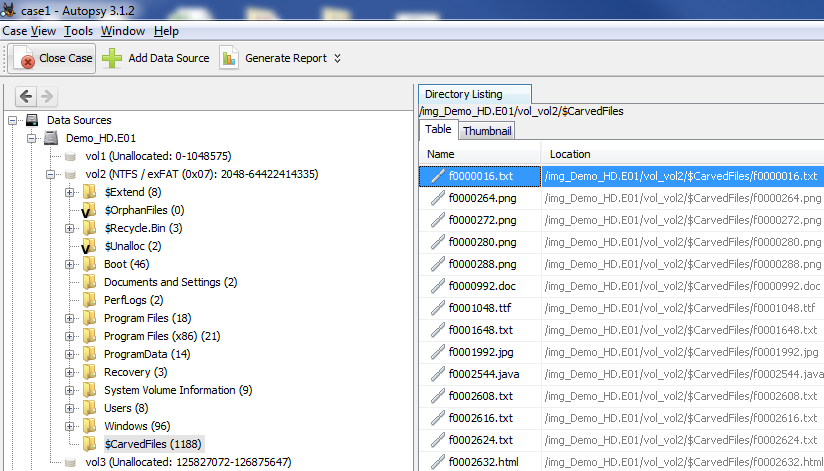 case1 - Autopsy 3.1.2
Case View Tools Window Help
Close Case Add Data Source Generate Report
Data Sources
Demo_HD.E01
vol1 (Unallocated: 0-1048575)
vol2 (NTFS / exFAT (0x07): 2048-64422414335)
$Extend (8)
$OrphanFiles (0)
$Recycle.Bin (3)
$Unalloc (2)
Boot (46)
Documents and Settings (2)
PerfLogs (2)
Program Files (18)
Program Files (x86) (21)
ProgramData (14)
Recovery (3)
System Volume Information (9)
Users (8)
Windows (96)
$CarvedFiles (1188)
vol3 (Unallocated: 125827072-126875647)
Directory Listing
/img_Demo_HD.E01/vol_vol2/$CarvedFiles
Table Thumbnail
Name Location
f0000016.txt /img_Demo_HD.E01/vol_vol2/$CarvedFiles/f0000016.txt
f0000264.png /img_Demo_HD.E01/vol_vol2/$CarvedFiles/f0000264.png
f0000272.png /img_Demo_HD.E01/vol_vol2/$CarvedFiles/f0000272.png
f0000280.png /img_Demo_HD.E01/vol_vol2/$CarvedFiles/f0000280.png
f0000288.png /img_Demo_HD.E01/vol_vol2/$CarvedFiles/f0000288.png
f0000992.doc /img_Demo_HD.E01/vol_vol2/$CarvedFiles/f0000992.doc
f0001048.ttf /img_Demo_HD.E01/vol_vol2/$CarvedFiles/f0001048.ttf
f0001648.txt /img_Demo_HD.E01/vol_vol2/$CarvedFiles/f0001648.txt
f0001992.jpg /img_Demo_HD.E01/vol_vol2/$CarvedFiles/f0001992.jpg
f0002544.java /img_Demo_HD.E01/vol_vol2/$CarvedFiles/f0002544.java
f0002608.txt /img_Demo_HD.E01/vol_vol2/$CarvedFiles/f0002608.txt
f0002616.txt /img_Demo_HD.E01/vol_vol2/$CarvedFiles/f0002616.txt
f0002624.txt /img_Demo_HD.E01/vol_vol2/$CarvedFiles/f0002624.txt
f0002632.html /img_Demo_HD.E01/vol_vol2/$CarvedFiles/f0002632.html